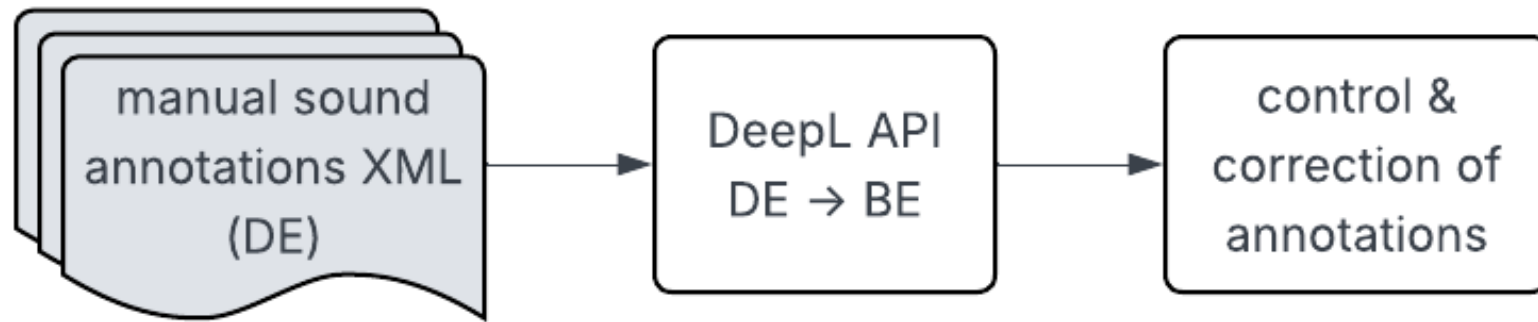 manual sound
annotations XML
(DE)
DeepL API
DE → BE
control &
correction of
annotations